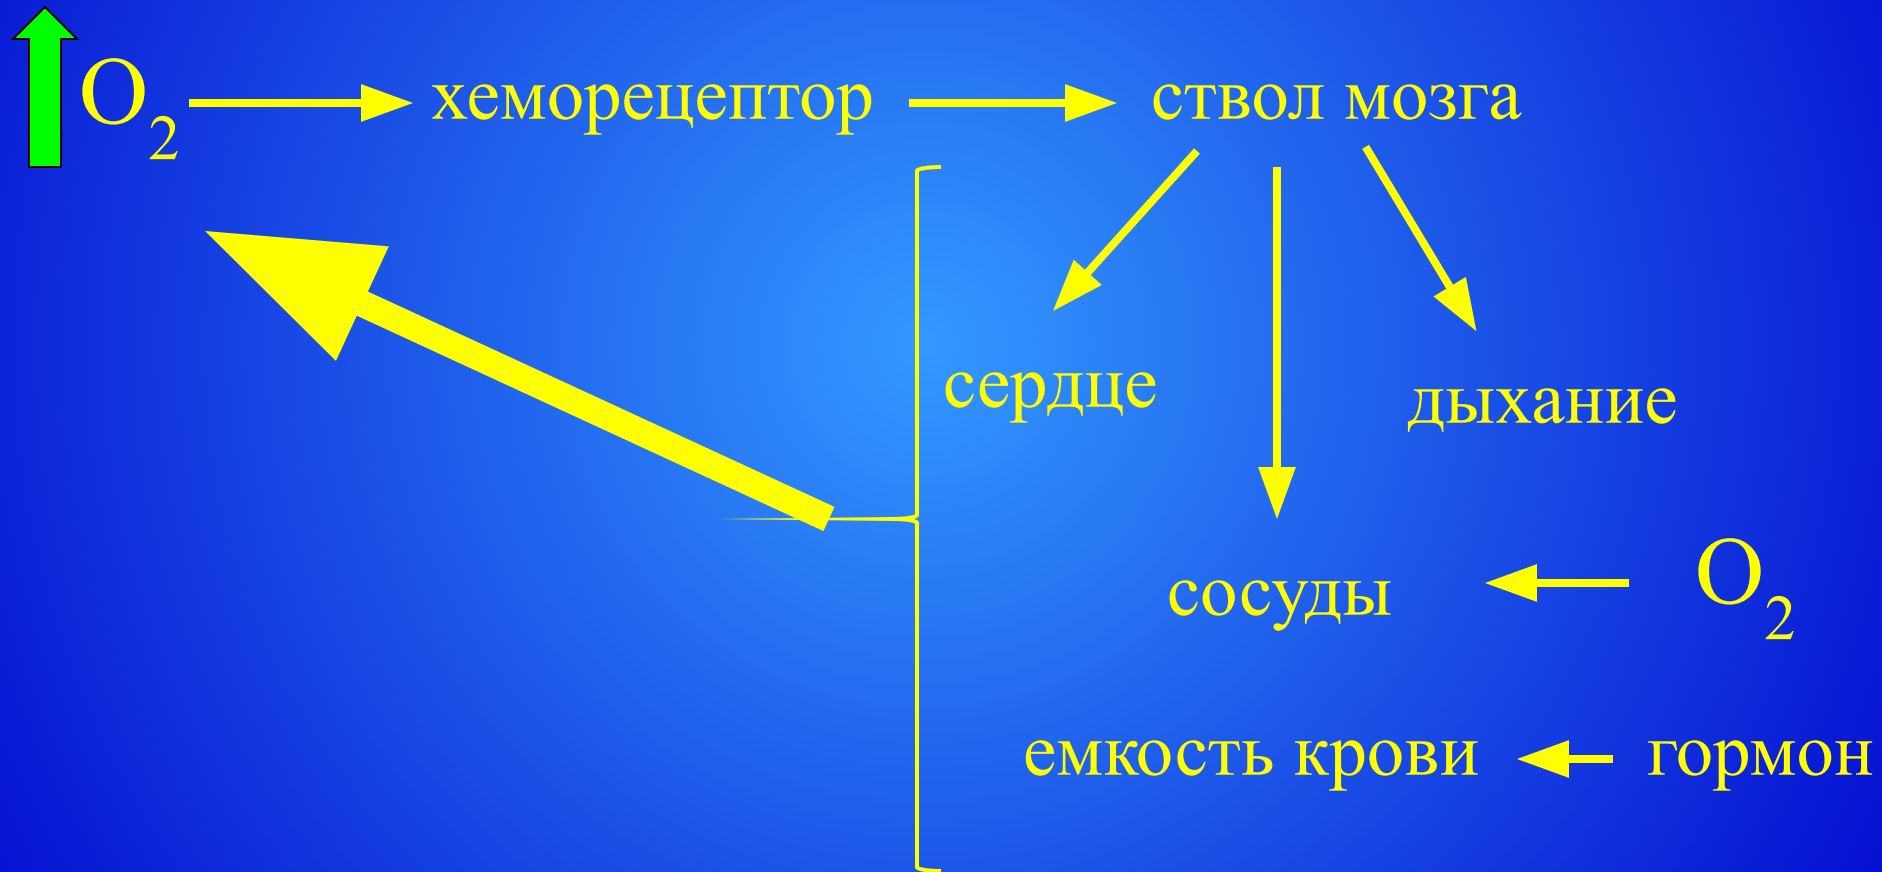 O₂ хеморецептор ствол мозга
сердце
дыхание
сосуды O₂
емкость крови гормон